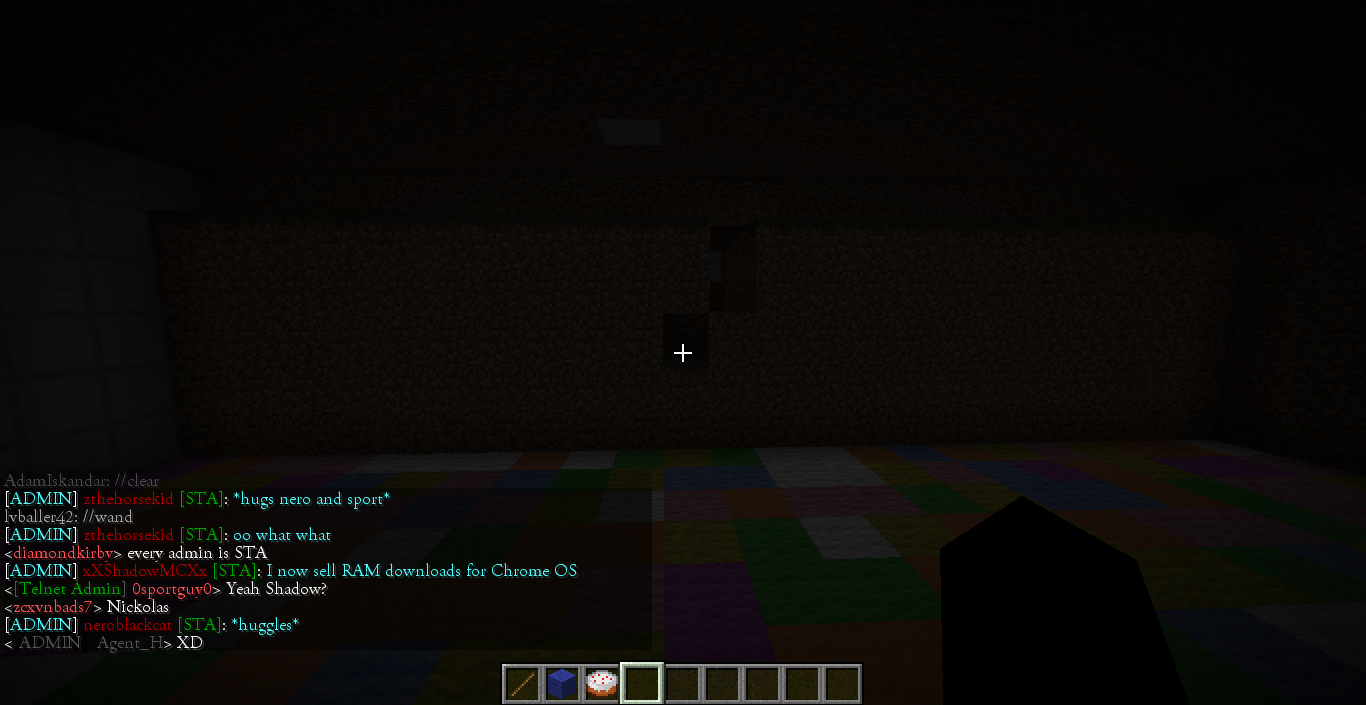 AdamIskandar: //clear
[ADMIN] zthehorsekid [STA]: *hugs nero and sport*
lvballer42: //wand
[ADMIN] zthehorsekid [STA]: oo what what
<diamondkirby> every admin is STA
[ADMIN] xXShadowMCXx [STA]: I now sell RAM downloads for Chrome OS
<[Telnet Admin] 0sportguy0> Yeah Shadow?
<zcxvnbads7> Nickolas
[ADMIN] neroblackcat [STA]: *huggles*
< ADMIN Agent_H> XD